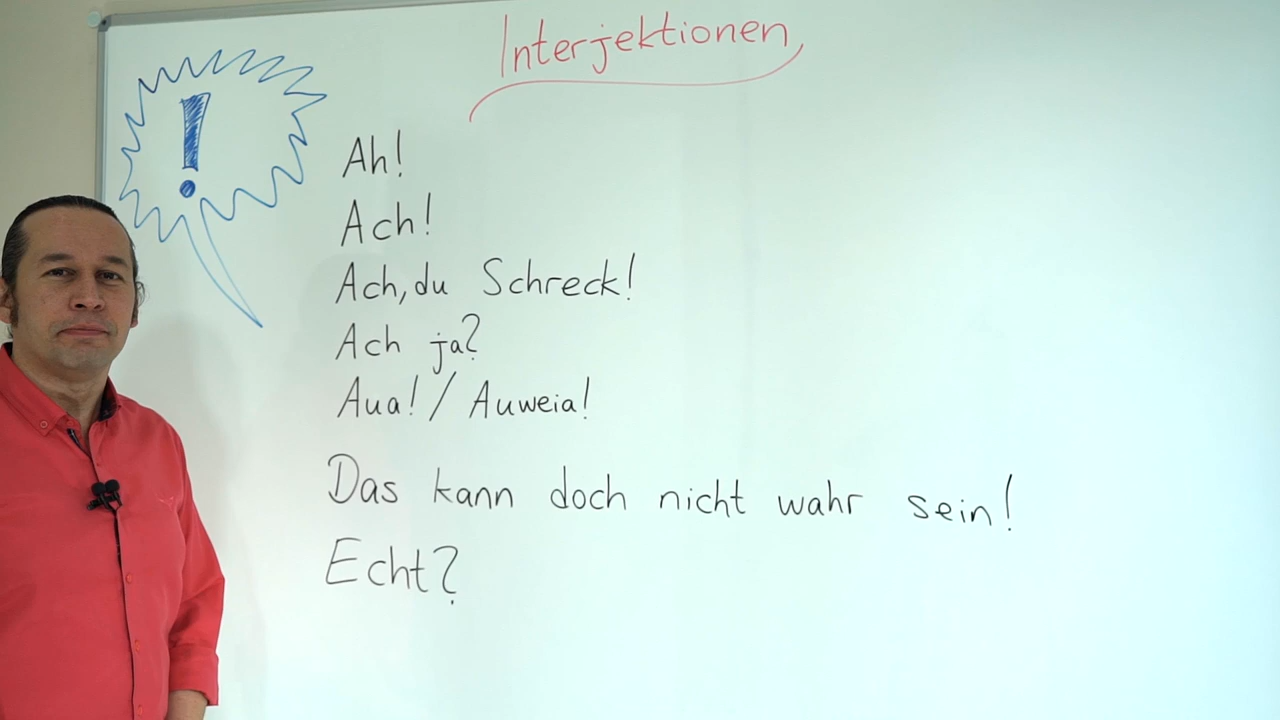 Interjektionen
!
Ah!
Ach!
Ach, du Schreck!
Ach ja?
Aua! / Auweia!
Das kann doch nicht wahr sein!
Echt?